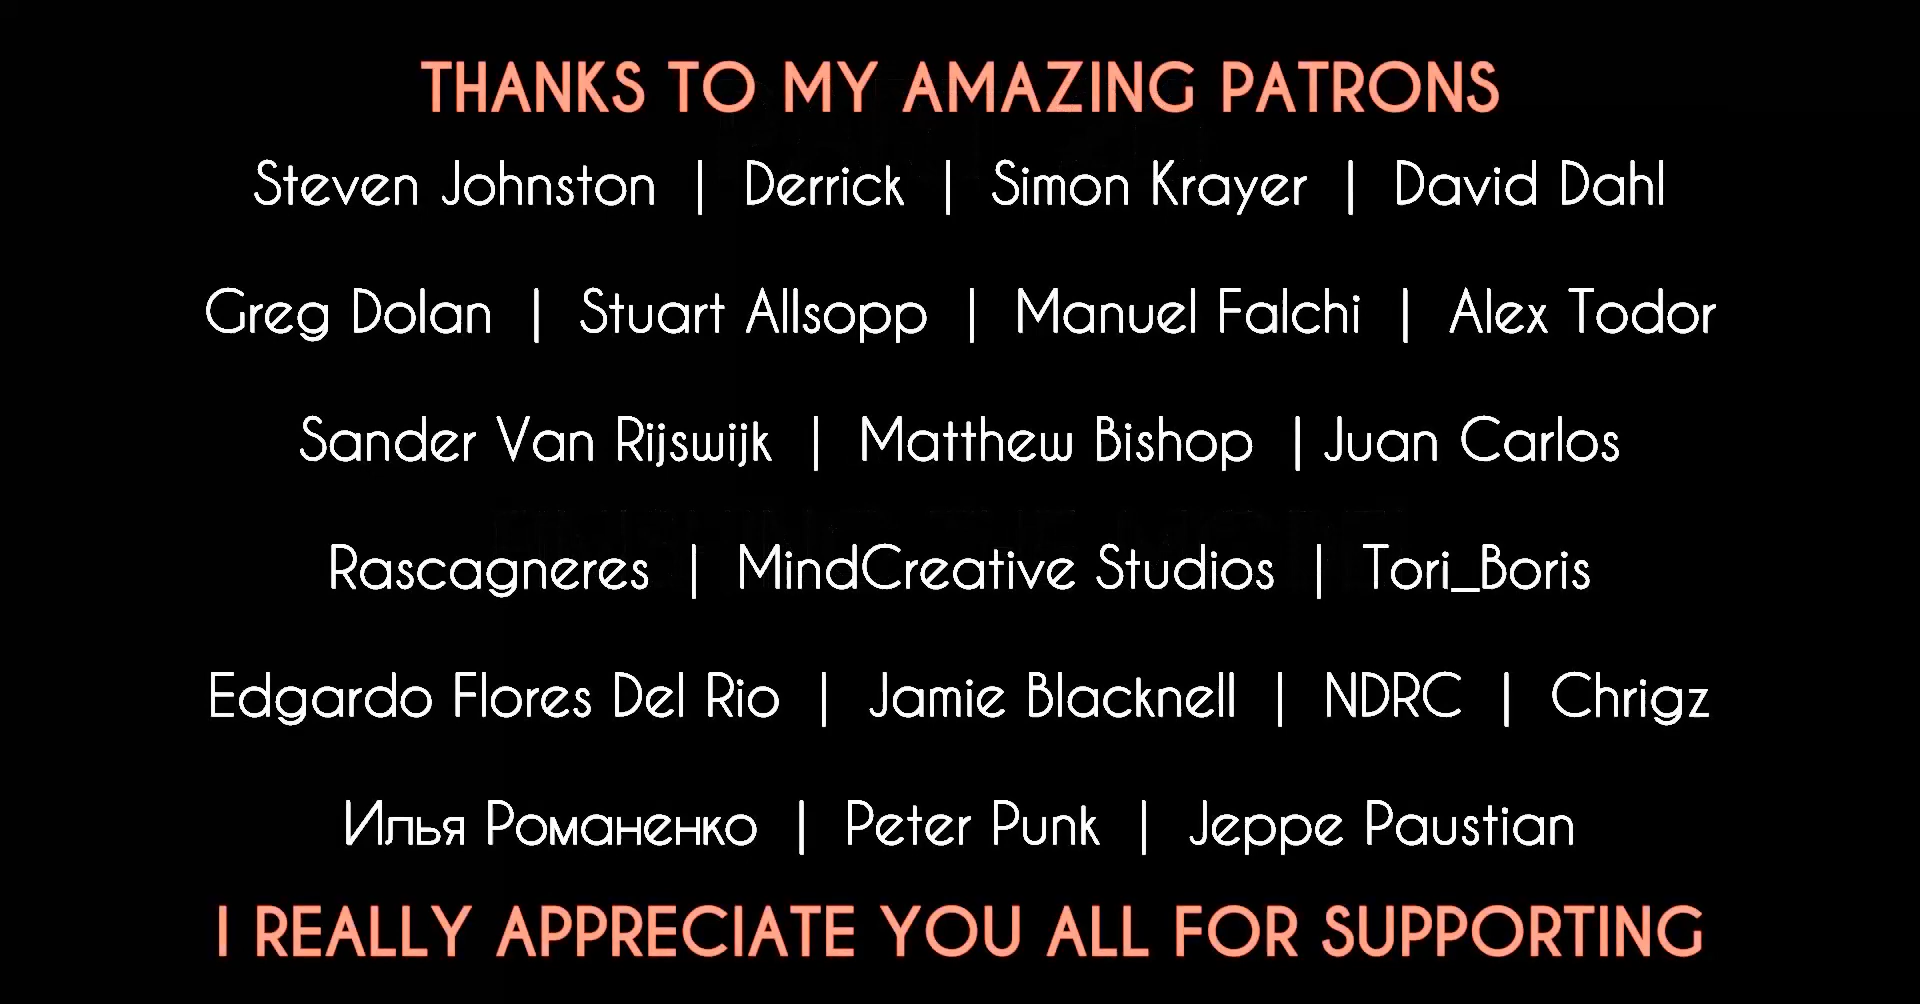 THANKS TO MY AMAZING PATRONS
Steven Johnston | Derrick | Simon Krayer | David Dahl
Greg Dolan | Stuart Allsopp | Manuel Falchi | Alex Todor
Sander Van Rijswijk | Matthew Bishop | Juan Carlos
Rascagneres | MindCreative Studios | Tori_Boris
Edgardo Flores Del Rio | Jamie Blacknell | NDRC | Chrigz
Илья Романенко | Peter Punk | Jeppe Paustian
I REALLY APPRECIATE YOU ALL FOR SUPPORTING